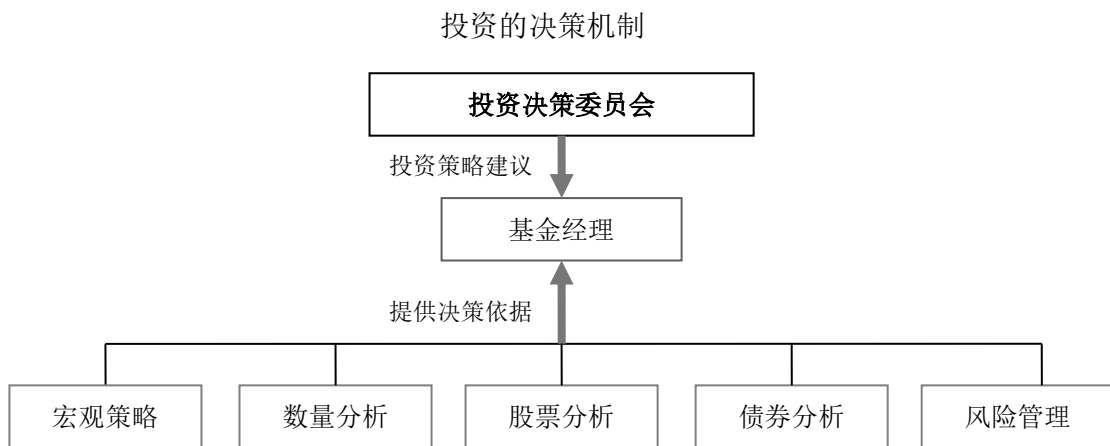 投资的决策机制
投资决策委员会
投资策略建议
基金经理
提供决策依据
宏观策略
数量分析
股票分析
债券分析
风险管理